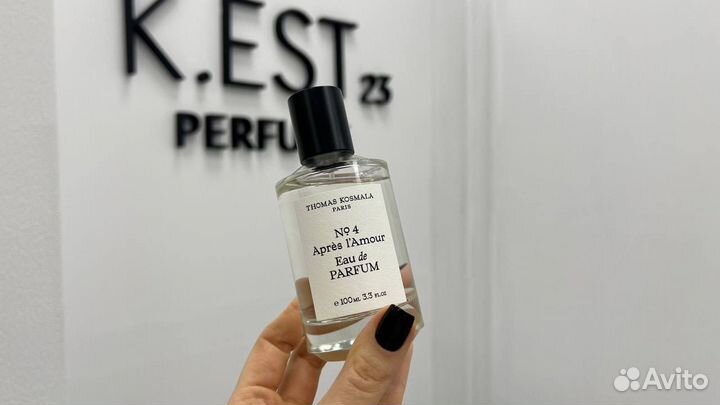 K.EST
23
PERFU
THOMAS KOSMALA
PARIS
Nº 4
Après l'Amour
Eau de
PARFUM
e 100ML 3.3 FL.OZ
Avito